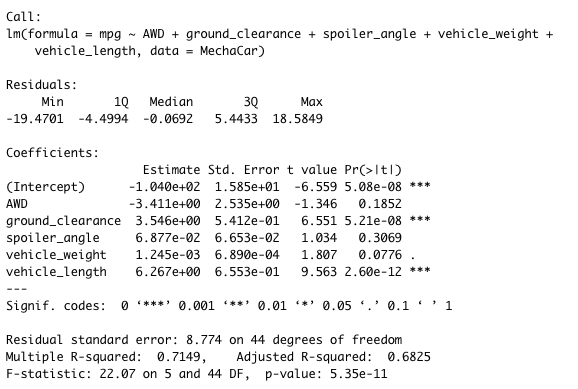 Call:
lm(formula = mpg ~ AWD + ground_clearance + spoiler_angle + vehicle_weight +
    vehicle_length, data = MechaCar)

Residuals:
     Min       1Q   Median       3Q      Max
-19.4701  -4.4994  -0.0692   5.4433  18.5849

Coefficients:
                   Estimate Std. Error t value Pr(>|t|)
(Intercept)      -1.040e+02  1.585e+01  -6.559 5.08e-08 ***
AWD              -3.411e+00  2.535e+00  -1.346   0.1852
ground_clearance  3.546e+00  5.412e-01   6.551 5.21e-08 ***
spoiler_angle     6.877e-02  6.653e-02   1.034   0.3069
vehicle_weight    1.245e-03  6.890e-04   1.807   0.0776 .
vehicle_length    6.267e+00  6.553e-01   9.563 2.60e-12 ***
---
Signif. codes:  0 ‘***’ 0.001 ‘**’ 0.01 ‘*’ 0.05 ‘.’ 0.1 ‘ ’ 1

Residual standard error: 8.774 on 44 degrees of freedom
Multiple R-squared:  0.7149,    Adjusted R-squared:  0.6825
F-statistic: 22.07 on 5 and 44 DF,  p-value: 5.35e-11